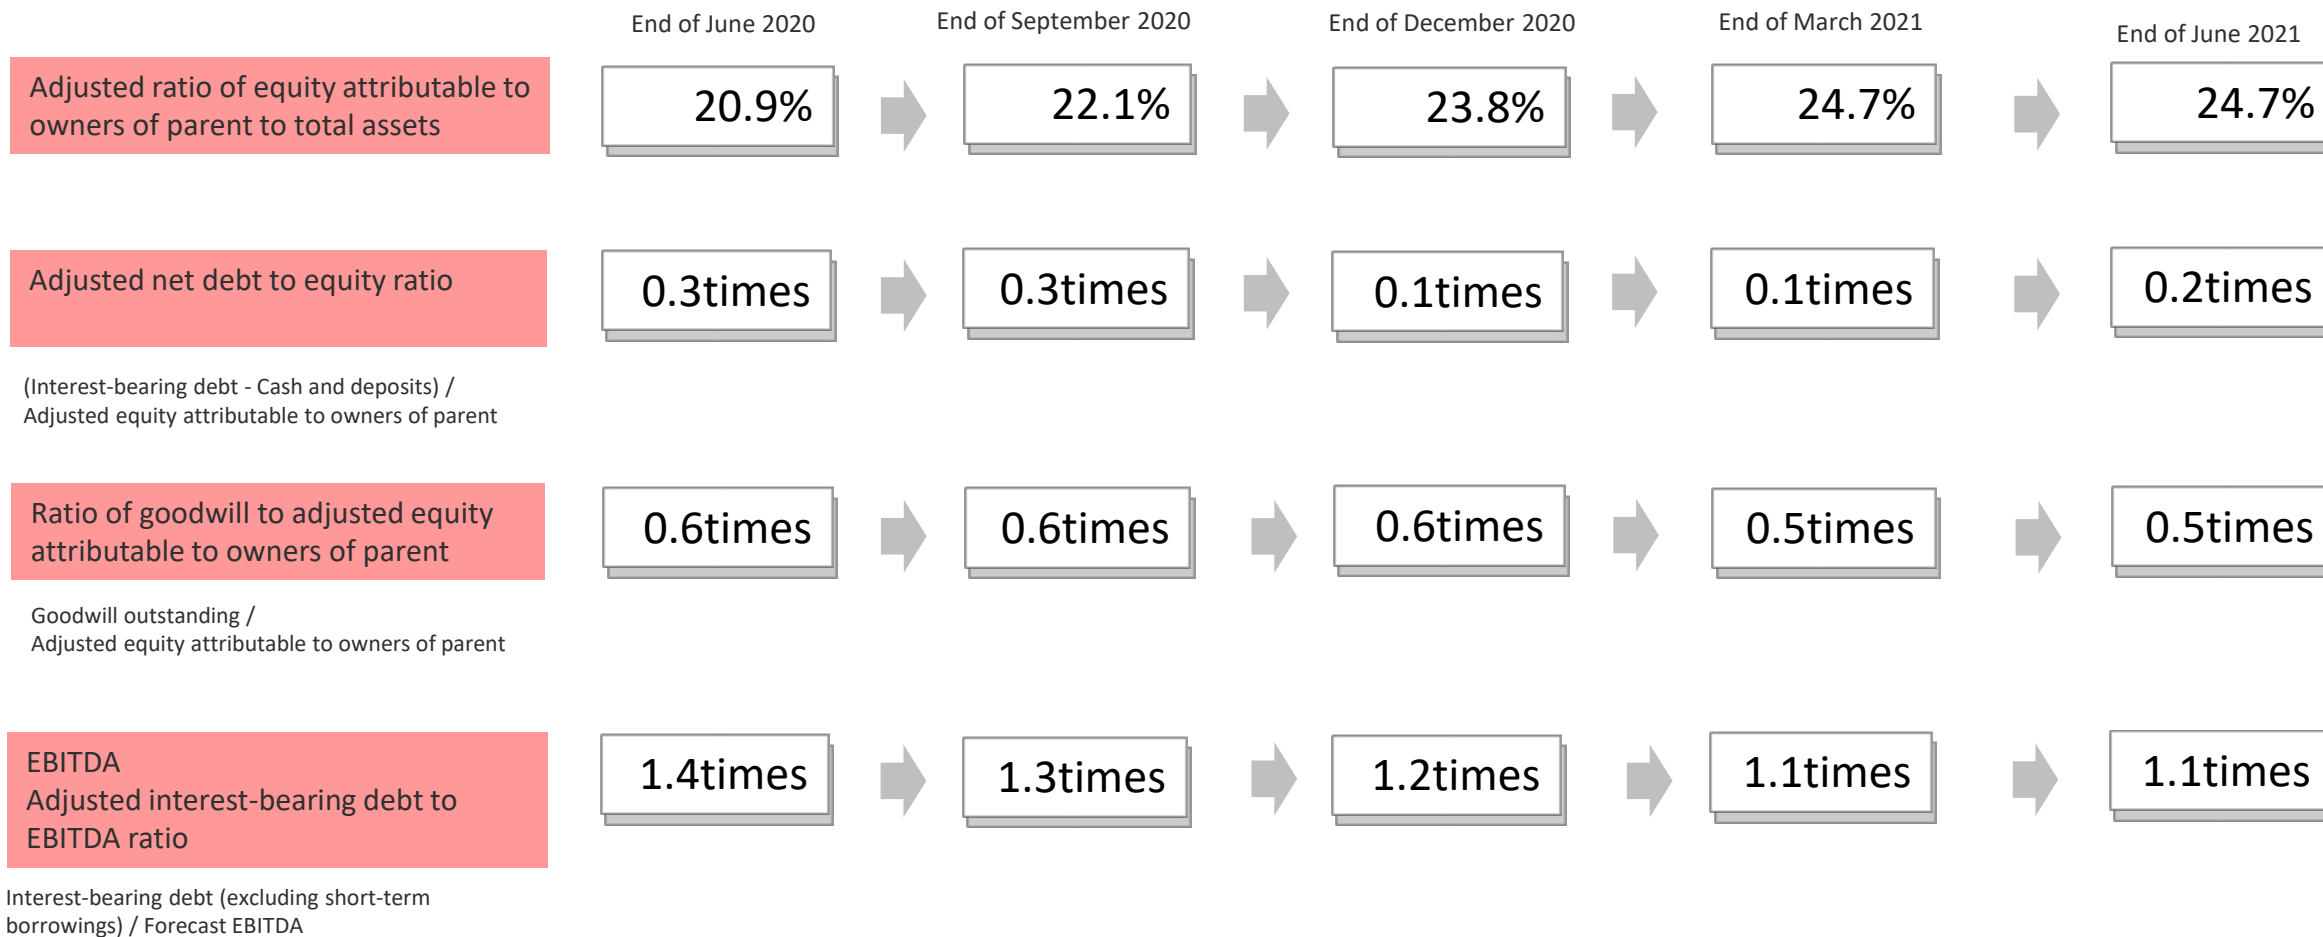 End of June 2020
End of September 2020
End of December 2020
End of March 2021
End of June 2021
Adjusted ratio of equity attributable to
owners of parent to total assets
20.9%
22.1%
23.8%
24.7%
24.7%
Adjusted net debt to equity ratio
0.3times
0.3times
0.1times
0.1times
0.2times
(Interest-bearing debt - Cash and deposits) /
Adjusted equity attributable to owners of parent
Ratio of goodwill to adjusted equity
attributable to owners of parent
0.6times
0.6times
0.6times
0.5times
0.5times
Goodwill outstanding /
Adjusted equity attributable to owners of parent
EBITDA
Adjusted interest-bearing debt to
EBITDA ratio
1.4times
1.3times
1.2times
1.1times
1.1times
Interest-bearing debt (excluding short-term
borrowings) / Forecast EBITDA